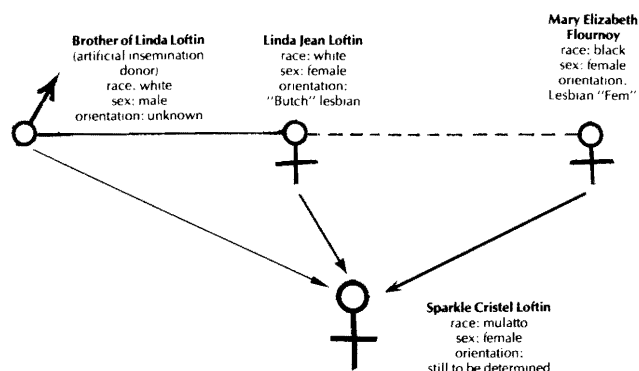 Brother of Linda Loftin
(artificial insemination
donor)
race. white
sex: male
orientation: unknown
Linda Jean Loftin
race: white
sex: female
orientation:
"Butch" lesbian
Mary Elizabeth
Flournoy
race: black
sex: female
orientation.
Lesbian "Fem"
Sparkle Cristel Loftin
race: mulatto
sex: female
orientation:
still to be determined